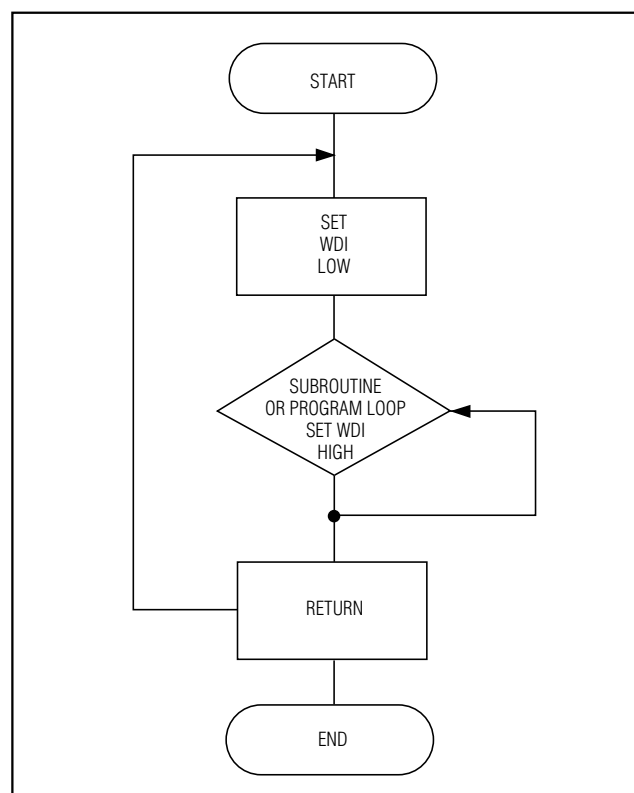 START
SET
WDI
LOW
SUBROUTINE
OR PROGRAM LOOP
SET WDI
HIGH
RETURN
END